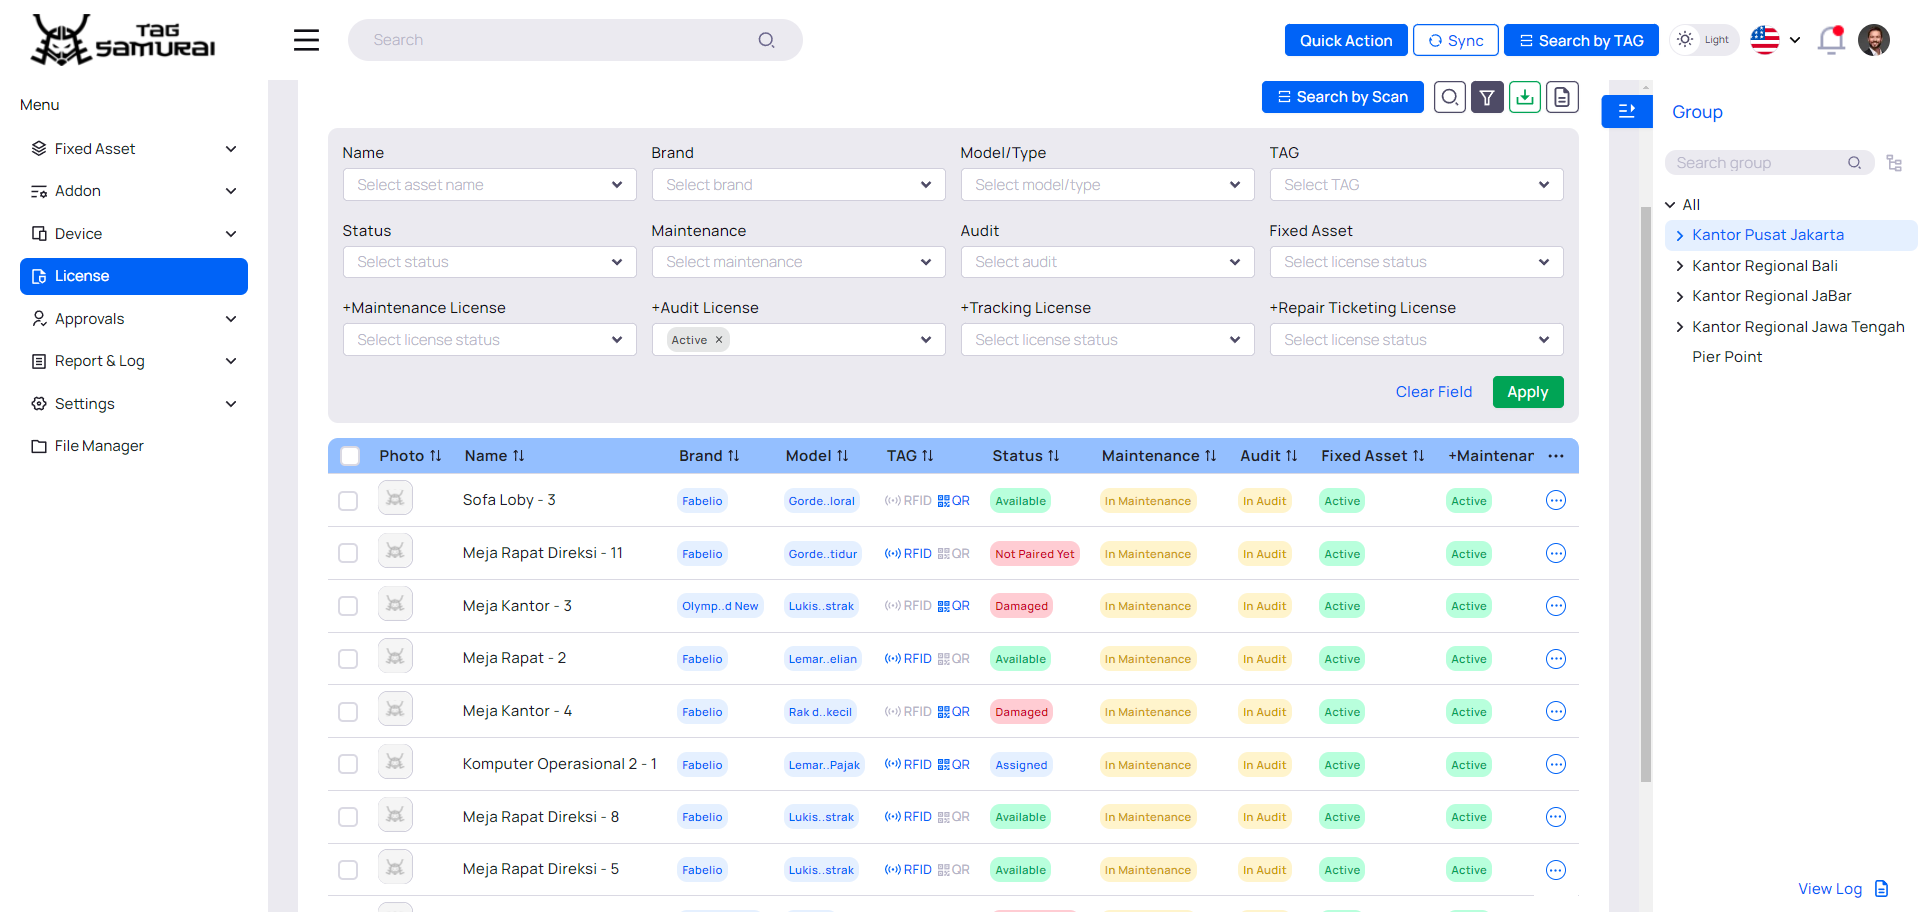 TAG
SAMURAI
Search
Quick Action
Sync
Search by TAG
Light
Menu
Fixed Asset
Addon
Device
License
Approvals
Report & Log
Settings
File Manager
Search by Scan
Name
Brand
Model/Type
TAG
Select asset name
Select brand
Select model/type
Select TAG
Status
Maintenance
Audit
Fixed Asset
Select status
Select maintenance
Select audit
Select license status
+Maintenance License
+Audit License
+Tracking License
+Repair Ticketing License
Select license status
Active ×
Select license status
Select license status
Clear Field
Apply
Photo Name Brand Model TAG Status Maintenance Audit Fixed Asset +Maintenar
Sofa Loby - 3 Fabelio Gorde..loral RFID QR Available In Maintenance In Audit Active Active
Meja Rapat Direksi - 11 Fabelio Gorde..tidur RFID QR Not Paired Yet In Maintenance In Audit Active Active
Meja Kantor - 3 Olymp..d New Lukis..strak RFID QR Damaged In Maintenance In Audit Active Active
Meja Rapat - 2 Fabelio Lemar..elian RFID QR Available In Maintenance In Audit Active Active
Meja Kantor - 4 Fabelio Rak d..kecil RFID QR Damaged In Maintenance In Audit Active Active
Komputer Operasional 2 - 1 Fabelio Lemar..Pajak RFID QR Assigned In Maintenance In Audit Active Active
Meja Rapat Direksi - 8 Fabelio Lukis..strak RFID QR Available In Maintenance In Audit Active Active
Meja Rapat Direksi - 5 Fabelio Lukis..strak RFID QR Available In Maintenance In Audit Active Active
Group
Search group
All
Kantor Pusat Jakarta
Kantor Regional Bali
Kantor Regional JaBar
Kantor Regional Jawa Tengah
Pier Point
View Log